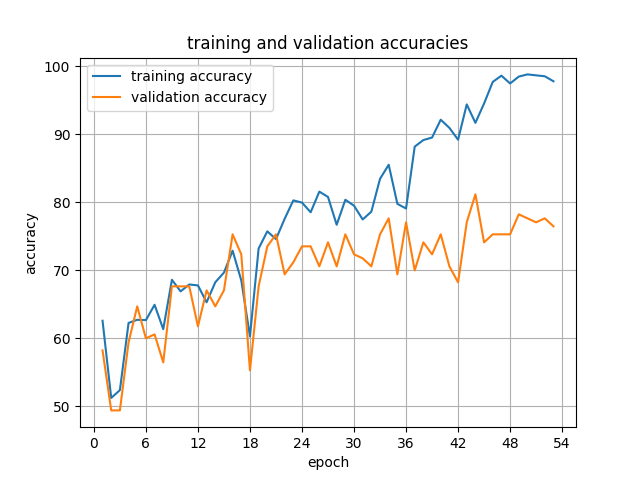 training and validation accuracies
training accuracy
validation accuracy
100
90
80
70
60
50
accuracy
0 6 12 18 24 30 36 42 48 54
epoch